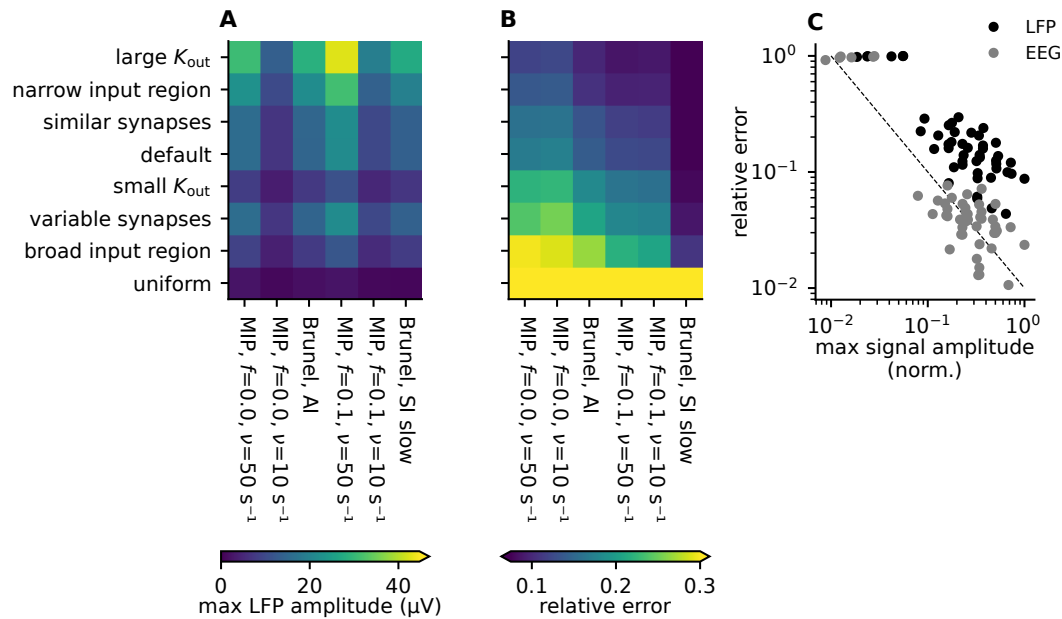 A
B
C
large Kout
narrow input region
similar synapses
default
small Kout
variable synapses
broad input region
uniform
MIP, f=0.0, ν=50 s⁻¹
MIP, f=0.0, ν=10 s⁻¹
Brunel, AI
MIP, f=0.1, ν=50 s⁻¹
MIP, f=0.1, ν=10 s⁻¹
Brunel, SI slow
0 20 40
max LFP amplitude (μV)
MIP, f=0.0, ν=50 s⁻¹
MIP, f=0.0, ν=10 s⁻¹
Brunel, AI
MIP, f=0.1, ν=50 s⁻¹
MIP, f=0.1, ν=10 s⁻¹
Brunel, SI slow
0.1 0.2 0.3
relative error
LFP
EEG
10⁰
10⁻¹
10⁻²
relative error
10⁻² 10⁻¹ 10⁰
max signal amplitude
(norm.)